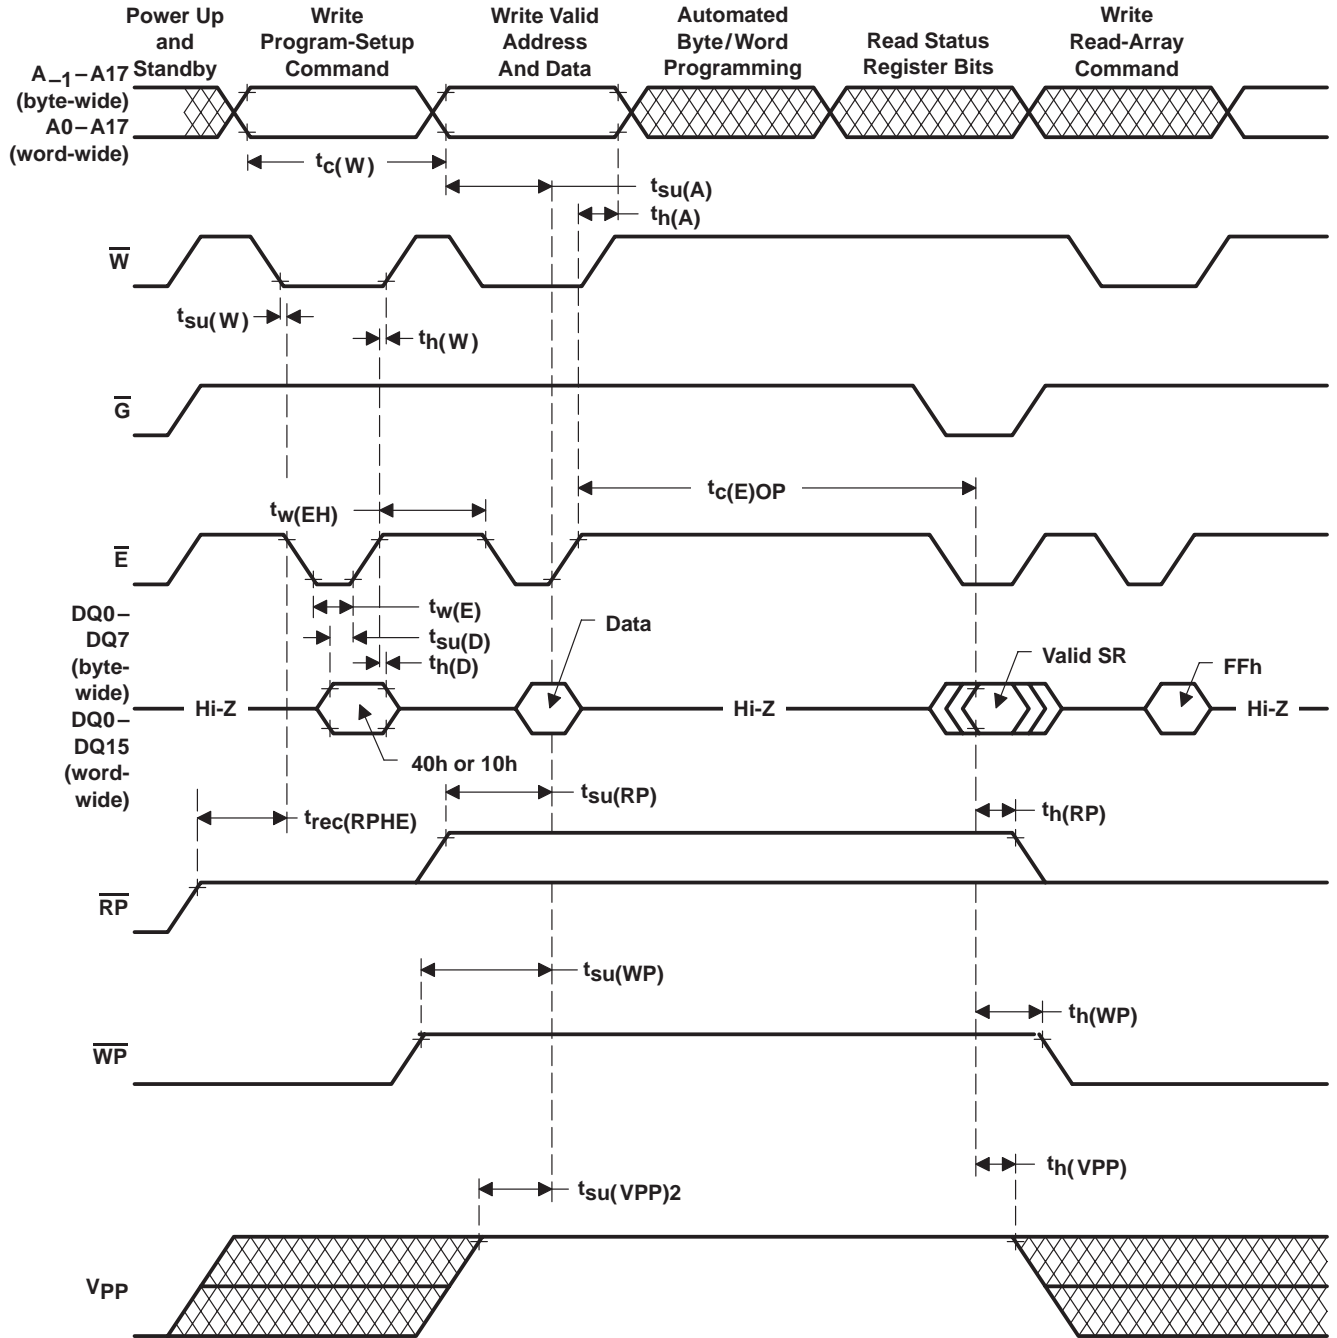 Power Up
and
Standby
Write
Program-Setup
Command
Write Valid
Address
And Data
Automated
Byte/Word
Programming
Read Status
Register Bits
Write
Read-Array
Command
A–1–A17
(byte-wide)
A0–A17
(word-wide)
tc(W)
tsu(A)
th(A)
W
tsu(W)
th(W)
G
tc(E)OP
tw(EH)
E
tw(E)
tsu(D)
th(D)
DQ0–
DQ7
(byte-
wide)
DQ0–
DQ15
(word-
wide)
Data
Valid SR
FFh
Hi-Z
Hi-Z
Hi-Z
40h or 10h
tsu(RP)
trec(RPHE)
th(RP)
RP
tsu(WP)
th(WP)
WP
th(VPP)
tsu(VPP)2
VPP